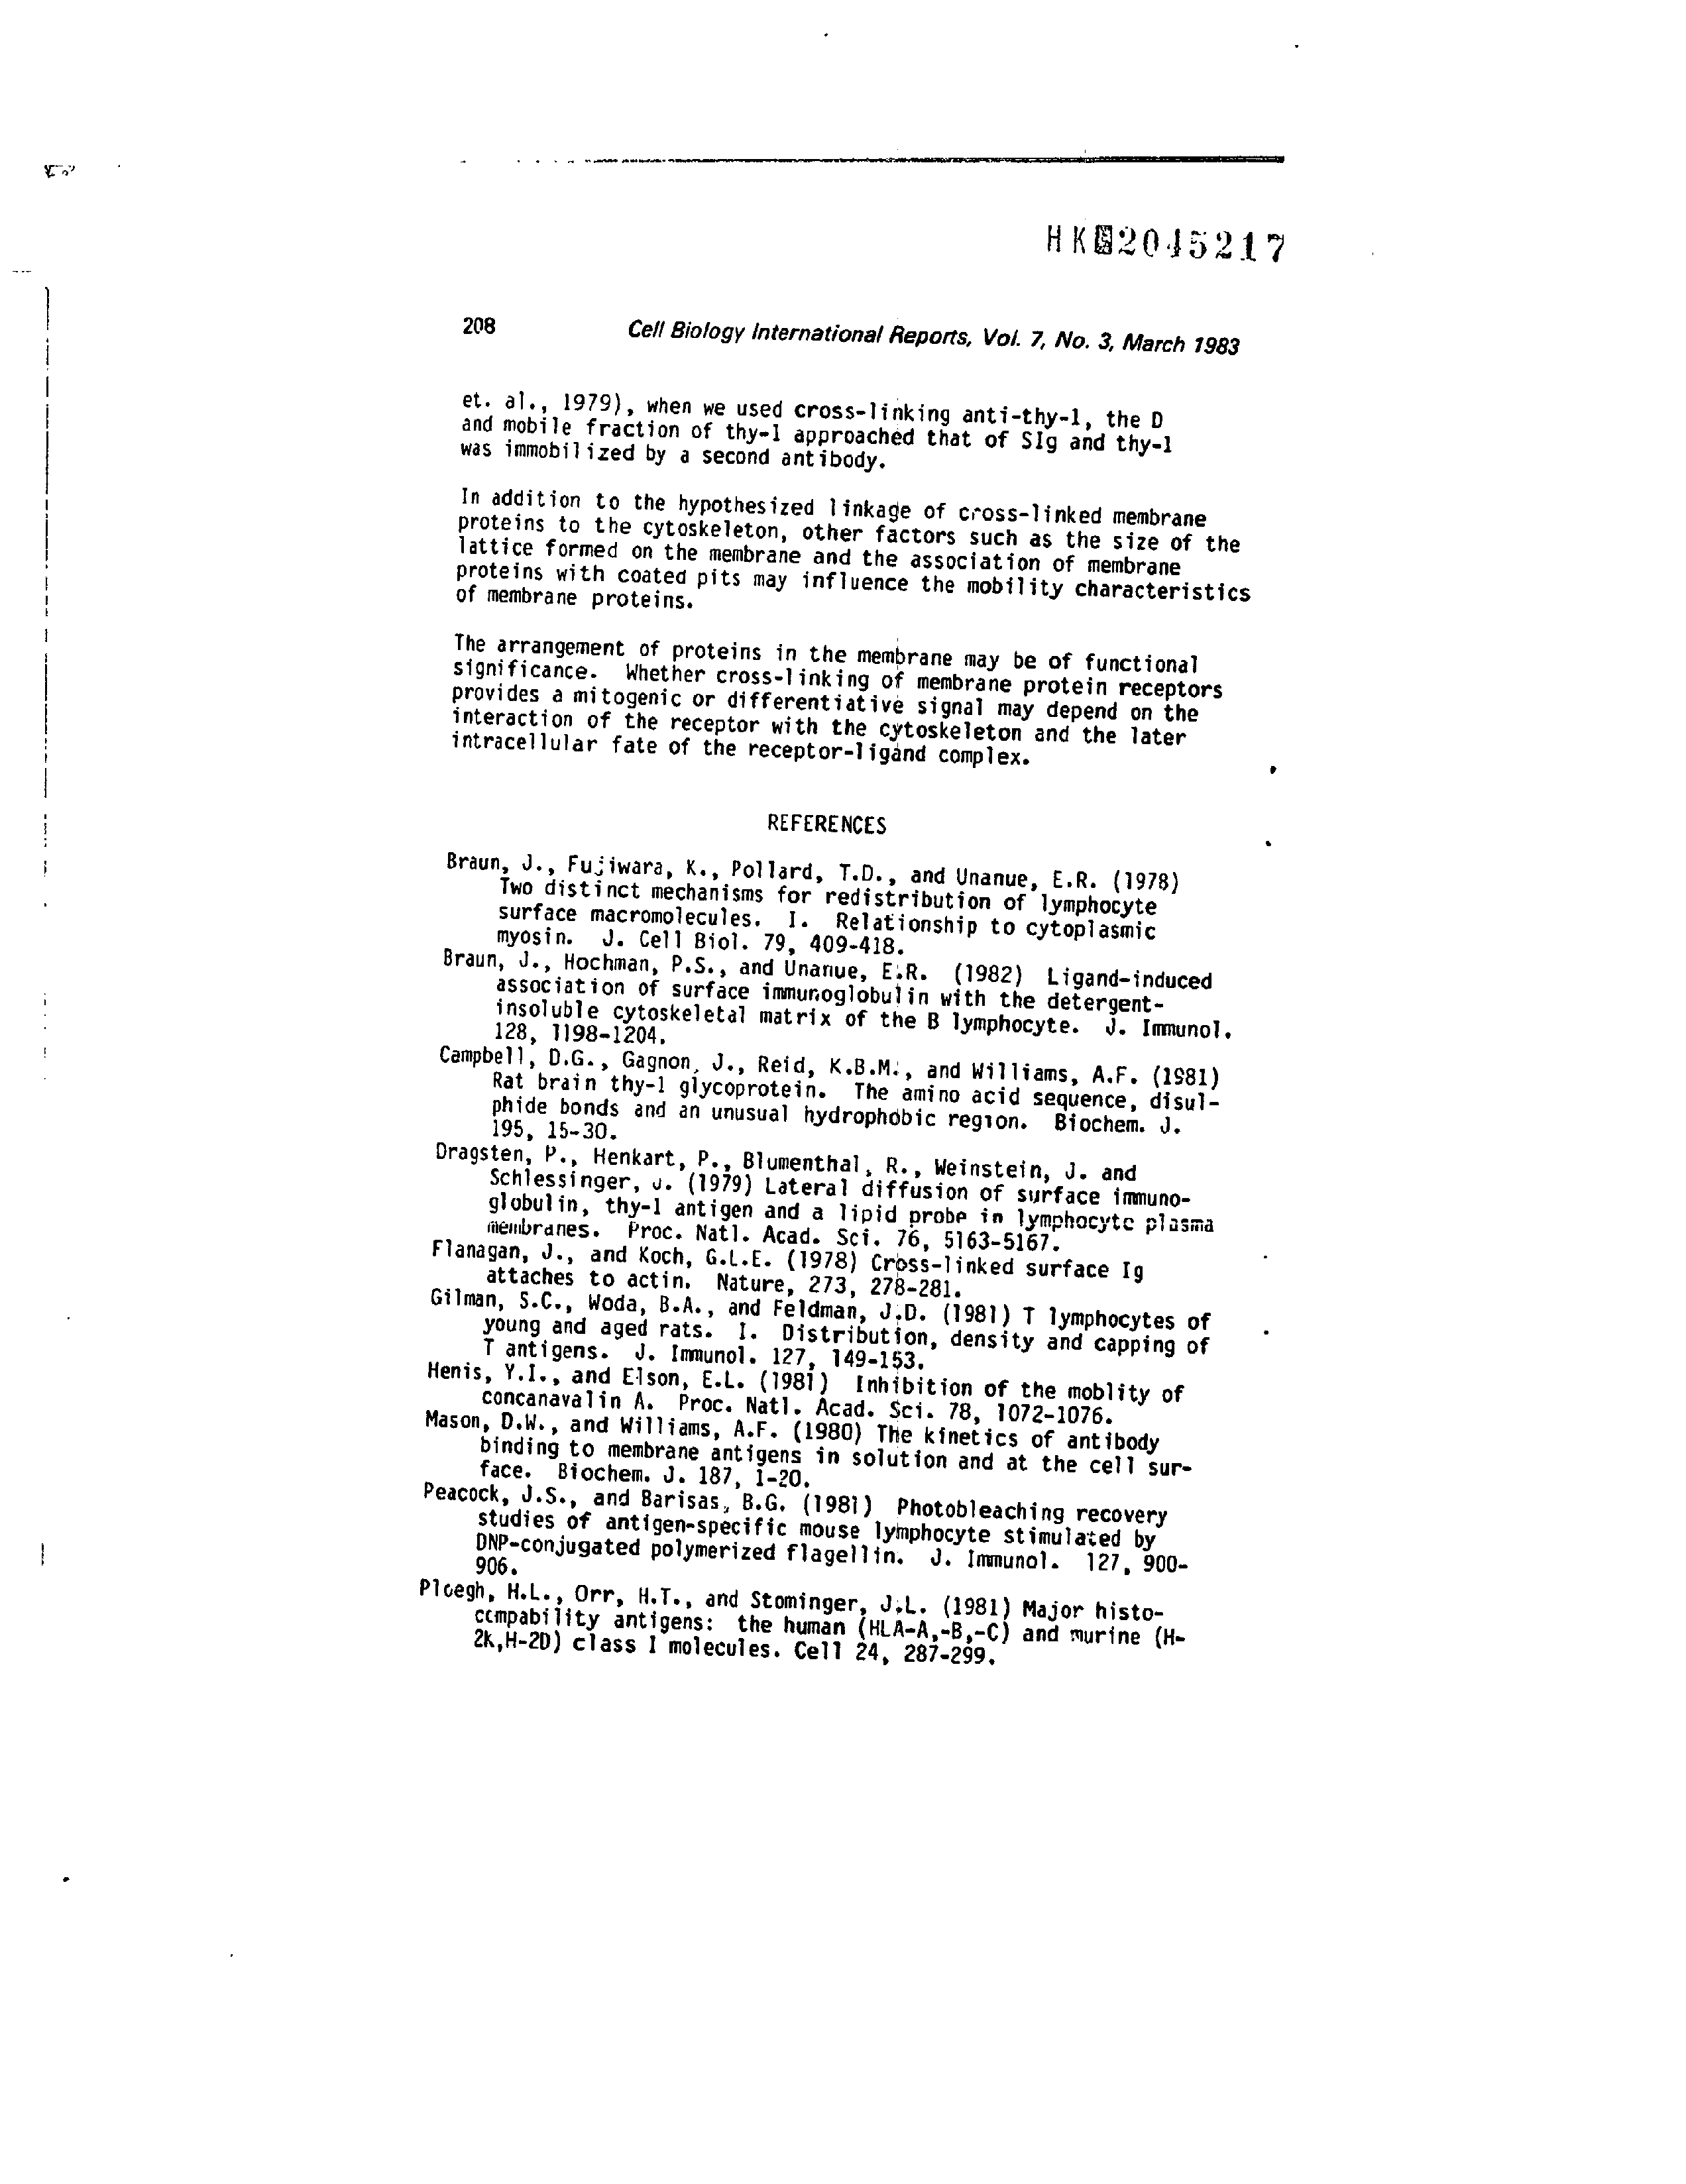 HK 2045217
208 Cell Biology International Reports, Vol. 7, No. 3, March 1983
et. al., 1979), when we used cross-linking anti-thy-1, the D
and mobile fraction of thy-1 approached that of SIg and thy-1
was immobilized by a second antibody.
In addition to the hypothesized linkage of cross-linked membrane
proteins to the cytoskeleton, other factors such as the size of the
lattice formed on the membrane and the association of membrane
proteins with coated pits may influence the mobility characteristics
of membrane proteins.
The arrangement of proteins in the membrane may be of functional
significance. Whether cross-linking of membrane protein receptors
provides a mitogenic or differentiative signal may depend on the
interaction of the receptor with the cytoskeleton and the later
intracellular fate of the receptor-ligand complex.
REFERENCES
Braun, J., Fujiwara, K., Pollard, T.D., and Unanue, E.R. (1978)
Two distinct mechanisms for redistribution of lymphocyte
surface macromolecules. I. Relationship to cytoplasmic
myosin. J. Cell Biol. 79, 409-418.
Braun, J., Hochman, P.S., and Unanue, E.R. (1982) Ligand-induced
association of surface immunoglobulin with the detergent-
insoluble cytoskeletal matrix of the B lymphocyte. J. Immunol.
128, 1198-1204.
Campbell, D.G., Gagnon, J., Reid, K.B.M., and Williams, A.F. (1981)
Rat brain thy-1 glycoprotein. The amino acid sequence, disul-
phide bonds and an unusual hydrophobic region. Biochem. J.
195, 15-30.
Dragsten, P., Henkart, P., Blumenthal, R., Weinstein, J. and
Schlessinger, J. (1979) Lateral diffusion of surface immuno-
globulin, thy-1 antigen and a lipid probe in lymphocyte plasma
membranes. Proc. Natl. Acad. Sci. 76, 5163-5167.
Flanagan, J., and Koch, G.L.E. (1978) Cross-linked surface Ig
attaches to actin. Nature, 273, 278-281.
Gilman, S.C., Woda, B.A., and Feldman, J.D. (1981) T lymphocytes of
young and aged rats. I. Distribution, density and capping of
T antigens. J. Immunol. 127, 149-153.
Henis, Y.I., and Elson, E.L. (1981) Inhibition of the moblity of
concanavalin A. Proc. Natl. Acad. Sci. 78, 1072-1076.
Mason, D.W., and Williams, A.F. (1980) The kinetics of antibody
binding to membrane antigens in solution and at the cell sur-
face. Biochem. J. 187, 1-20.
Peacock, J.S., and Barisas, B.G. (1981) Photobleaching recovery
studies of antigen-specific mouse lymphocyte stimulated by
DNP-conjugated polymerized flagellin. J. Immunol. 127, 900-
906.
Ploegh, H.L., Orr, H.T., and Stominger, J.L. (1981) Major histo-
compability antigens: the human (HLA-A,-B,-C) and murine (H-
2K,H-2D) class I molecules. Cell 24, 287-299.